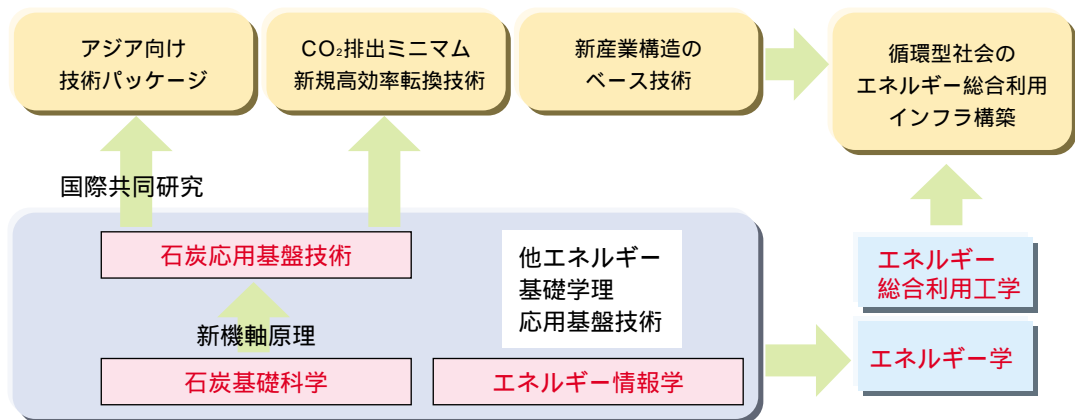 アジア向け
技術パッケージ
CO₂排出ミニマム
新規高効率転換技術
新産業構造の
ベース技術
循環型社会の
エネルギー総合利用
インフラ構築
国際共同研究
石炭応用基盤技術
他エネルギー
基礎学理
応用基盤技術
エネルギー
総合利用工学
新機軸原理
石炭基礎科学
エネルギー情報学
エネルギー学